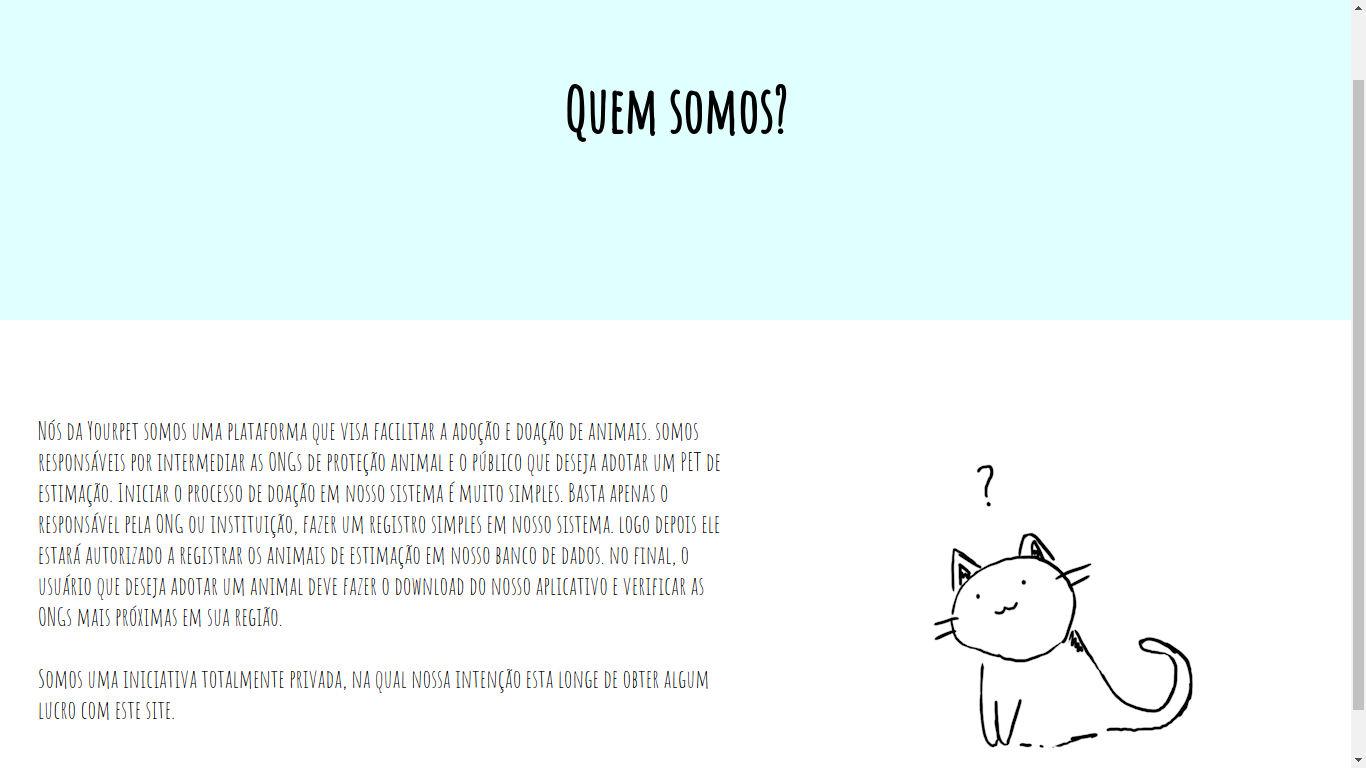 Quem somos?
Nós da Yourpet somos uma plataforma que visa facilitar a adoção e doação de animais. somos
responsáveis por intermediar as ONGs de proteção animal e o público que deseja adotar um PET de
estimação. Iniciar o processo de doação em nosso sistema é muito simples. Basta apenas o
responsável pela ONG ou instituição, fazer um registro simples em nosso sistema. logo depois ele
estará autorizado a registrar os animais de estimação em nosso banco de dados. no final, o
usuário que deseja adotar um animal deve fazer o download do nosso aplicativo e verificar as
ONGs mais próximas em sua região.
?
Somos uma iniciativa totalmente privada, na qual nossa intenção esta longe de obter algum
lucro com este site.